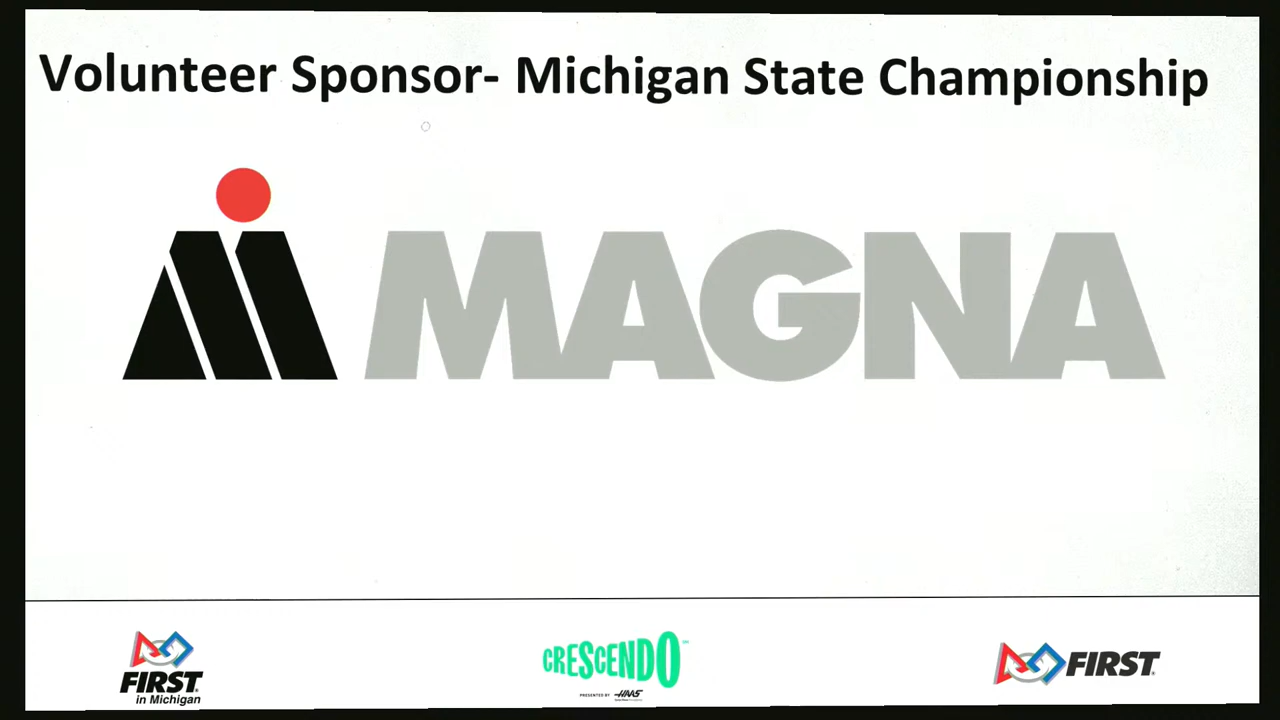 Volunteer Sponsor- Michigan State Championship
MAGNA
FIRST
in Michigan
CRESCENDO
PRESENTED BY HAAS
FIRST